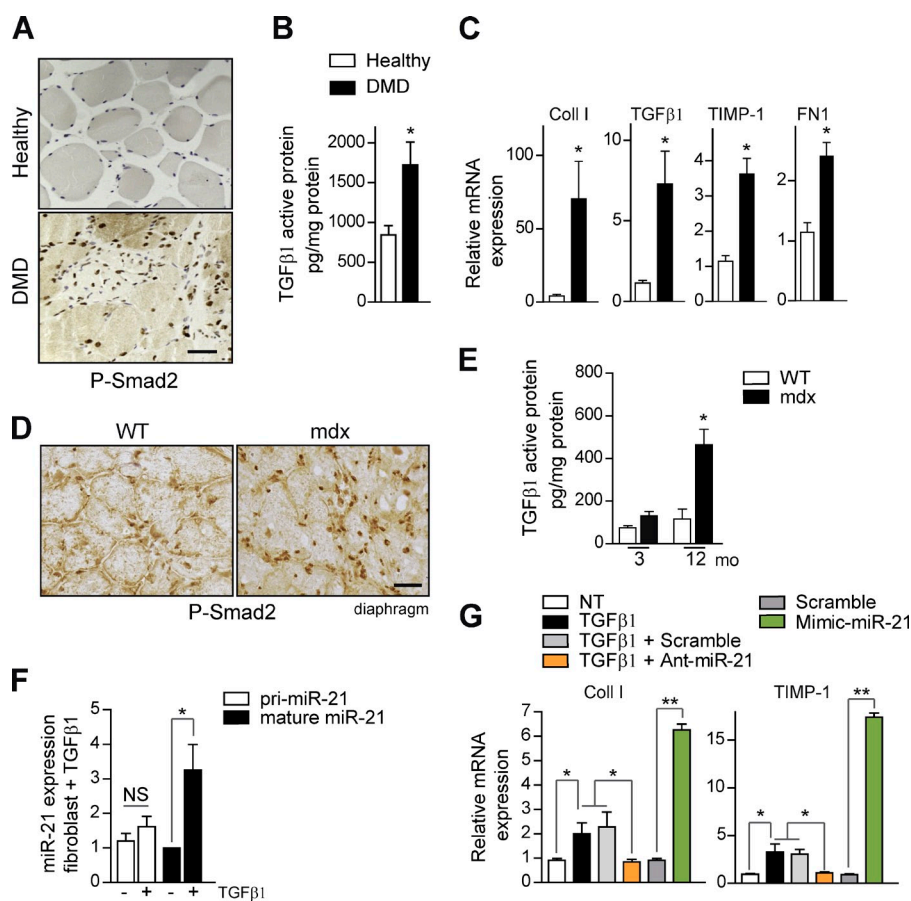 A
Healthy
DMD
P-Smad2
B
Healthy
DMD
TGFβ1 active protein
pg/mg protein
2000
1500
1000
500
0
*
C
Relative mRNA
expression
Coll I
100
50
0
*
TGFβ1
10
5
0
*
TIMP-1
4
3
2
1
0
*
FN1
2
1
0
*
D
WT
mdx
P-Smad2
diaphragm
E
WT
mdx
TGFβ1 active protein
pg/mg protein
800
600
400
200
0
*
3
12
mo
F
pri-miR-21
mature miR-21
miR-21 expression
fibroblast + TGFβ1
5
4
3
2
1
0
NS
*
- + - + TGFβ1
G
NT
TGFβ1
TGFβ1 + Scramble
TGFβ1 + Ant-miR-21
Scramble
Mimic-miR-21
Relative mRNA
expression
Coll I
7
6
5
4
3
2
1
0
*
*
**
TIMP-1
15
10
5
0
*
*
**